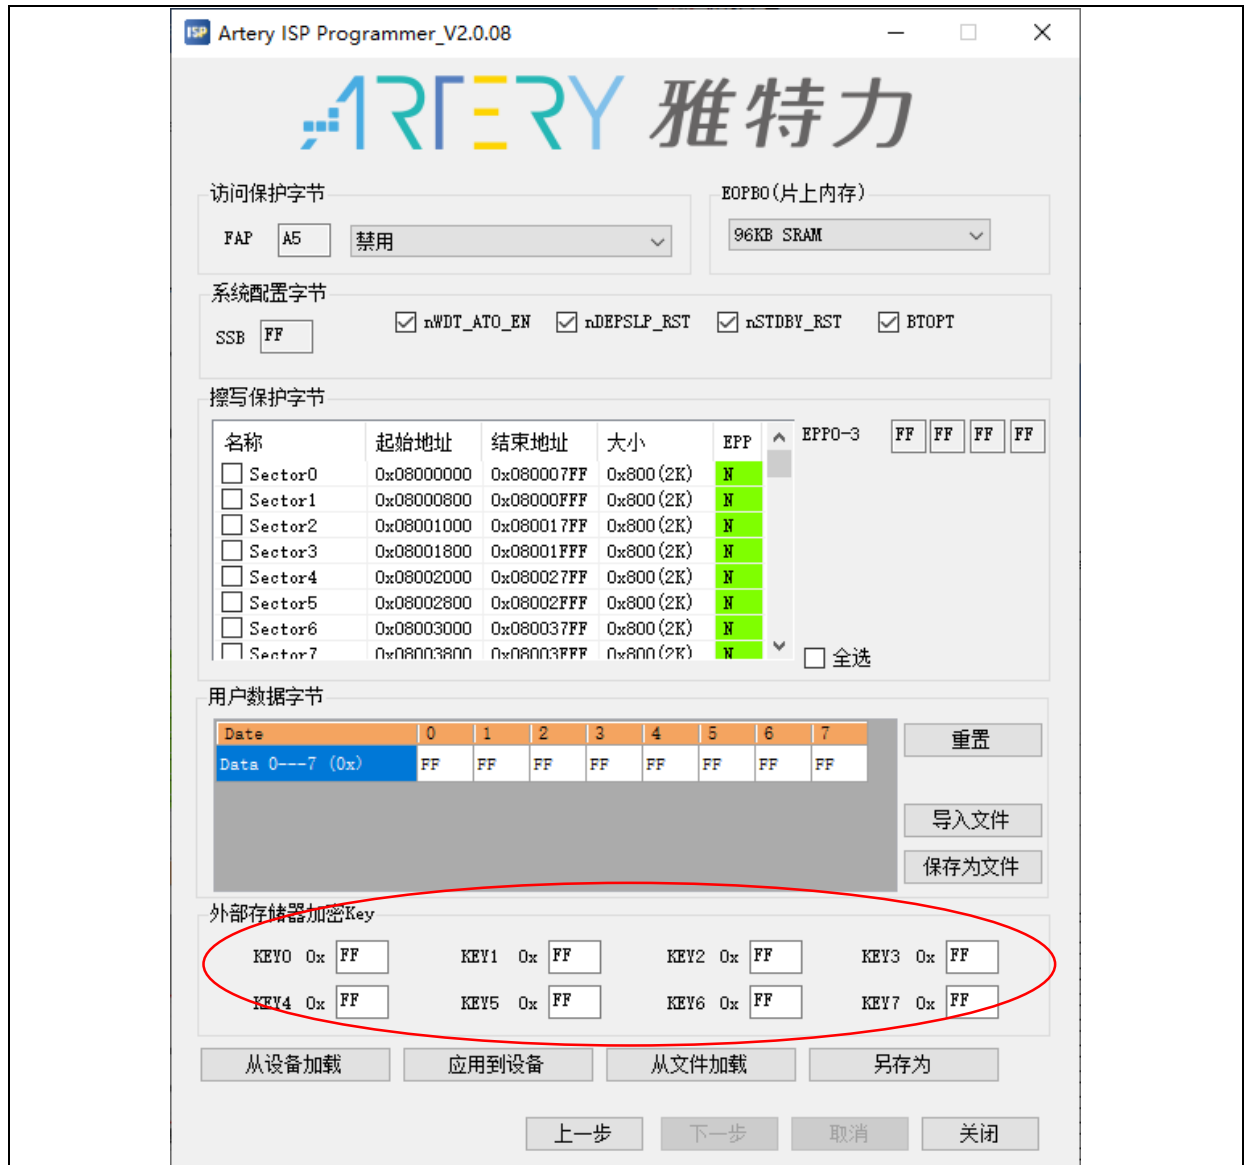 ISP Artery ISP Programmer_V2.0.08
ARTERY 雅特力
访问保护字节
FAP A5 禁用
EOPB0(片上内存)
96KB SRAM
系统配置字节
SSB FF nWDT_ATO_EN nDEPSLP_RST nSTDBY_RST BTOPT
擦写保护字节
名称 起始地址 结束地址 大小 EPP
Sector0 0x08000000 0x080007FF 0x800(2K) N
Sector1 0x08000800 0x08000FFF 0x800(2K) N
Sector2 0x08001000 0x080017FF 0x800(2K) N
Sector3 0x08001800 0x08001FFF 0x800(2K) N
Sector4 0x08002000 0x080027FF 0x800(2K) N
Sector5 0x08002800 0x08002FFF 0x800(2K) N
Sector6 0x08003000 0x080037FF 0x800(2K) N
Sector7 0x08003800 0x08003FFF 0x800(2K) N
EPP0-3 FF FF FF FF
全选
用户数据字节
Date 0 1 2 3 4 5 6 7
Data 0---7 (0x) FF FF FF FF FF FF FF FF
重置
导入文件
保存为文件
外部存储器加密Key
KEY0 0x FF KEY1 0x FF KEY2 0x FF KEY3 0x FF
KEY4 0x FF KEY5 0x FF KEY6 0x FF KEY7 0x FF
从设备加载 应用到设备 从文件加载 另存为
上一步 下一步 取消 关闭